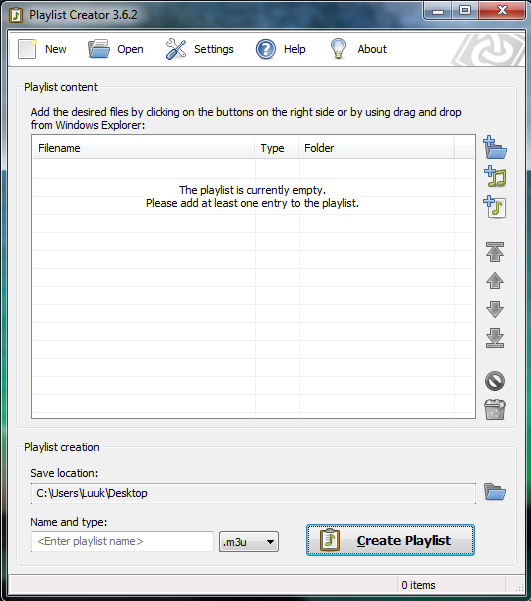 Playlist Creator 3.6.2
New Open Settings Help About
Playlist content
Add the desired files by clicking on the buttons on the right side or by using drag and drop
from Windows Explorer:
Filename Type Folder
The playlist is currently empty.
Please add at least one entry to the playlist.
Playlist creation
Save location:
C:\Users\Luuk\Desktop
Name and type:
<Enter playlist name> .m3u Create Playlist
0 items